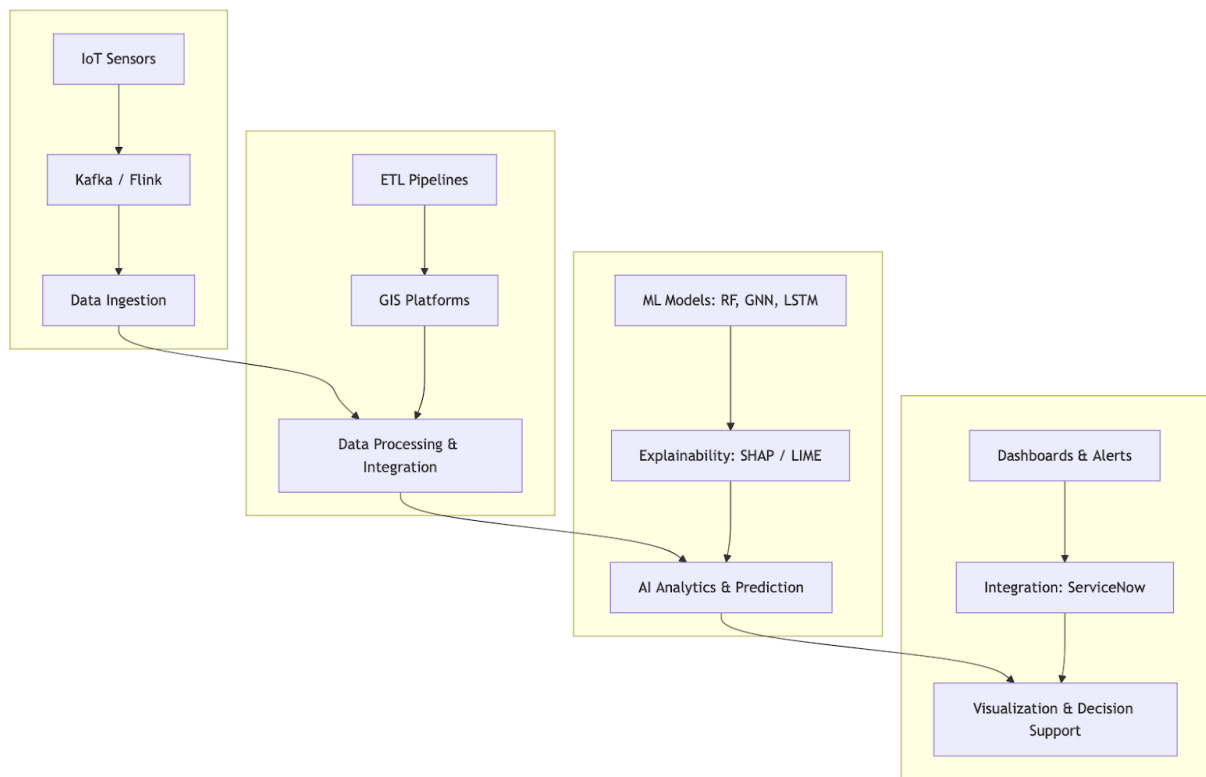 IoT Sensors
Kafka / Flink
Data Ingestion
ETL Pipelines
GIS Platforms
Data Processing &
Integration
ML Models: RF, GNN, LSTM
Explainability: SHAP / LIME
AI Analytics & Prediction
Dashboards & Alerts
Integration: ServiceNow
Visualization & Decision
Support